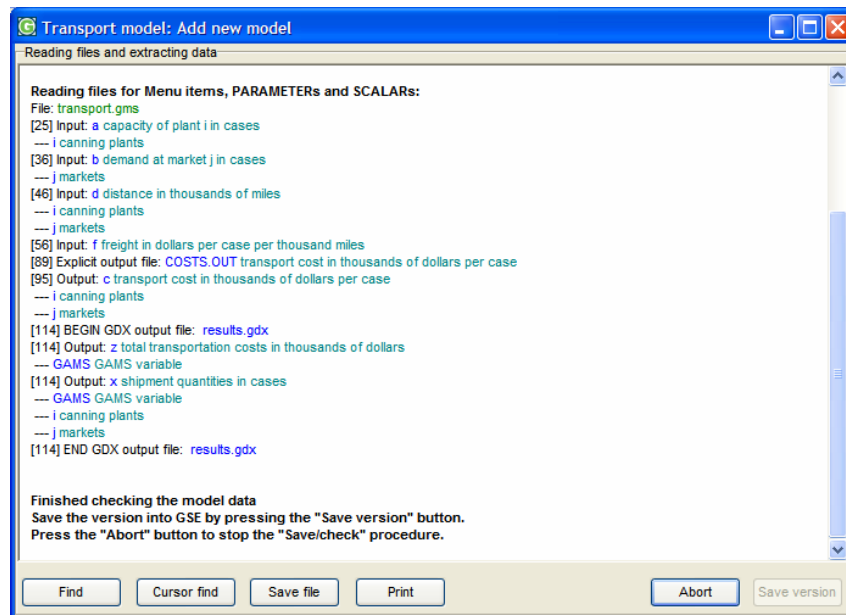 Transport model: Add new model
Reading files and extracting data
Reading files for Menu items, PARAMETERs and SCALARs:
File: transport.gms
[25] Input: a capacity of plant i in cases
--- i canning plants
[36] Input: b demand at market j in cases
--- j markets
[46] Input: d distance in thousands of miles
--- i canning plants
--- j markets
[56] Input: f freight in dollars per case per thousand miles
[89] Explicit output file: COSTS.OUT transport cost in thousands of dollars per case
[95] Output: c transport cost in thousands of dollars per case
--- i canning plants
--- j markets
[114] BEGIN GDX output file: results.gdx
[114] Output: z total transportation costs in thousands of dollars
--- GAMS GAMS variable
[114] Output: x shipment quantities in cases
--- GAMS GAMS variable
--- i canning plants
--- j markets
[114] END GDX output file: results.gdx
Finished checking the model data
Save the version into GSE by pressing the "Save version" button.
Press the "Abort" button to stop the "Save/check" procedure.
Find Cursor find Save file Print Abort Save version